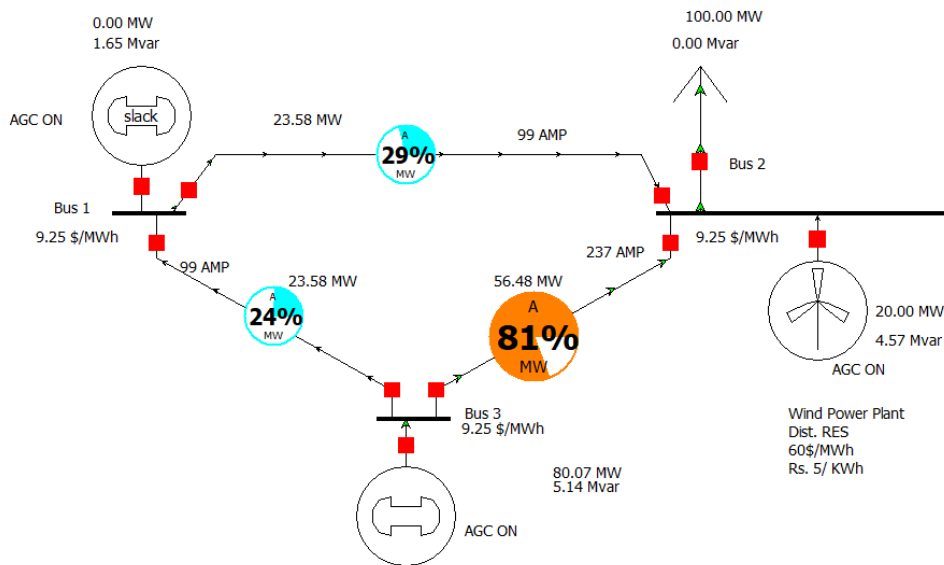 0.00 MW
1.65 Mvar
slack
AGC ON
Bus 1
9.25 $/MWh
23.58 MW
A
29%
MW
99 AMP
100.00 MW
0.00 Mvar
Bus 2
9.25 $/MWh
99 AMP
23.58 MW
A
24%
MW
56.48 MW
237 AMP
A
81%
MW
20.00 MW
4.57 Mvar
AGC ON
Wind Power Plant
Dist. RES
60$/MWh
Rs. 5/ KWh
Bus 3
9.25 $/MWh
80.07 MW
5.14 Mvar
AGC ON